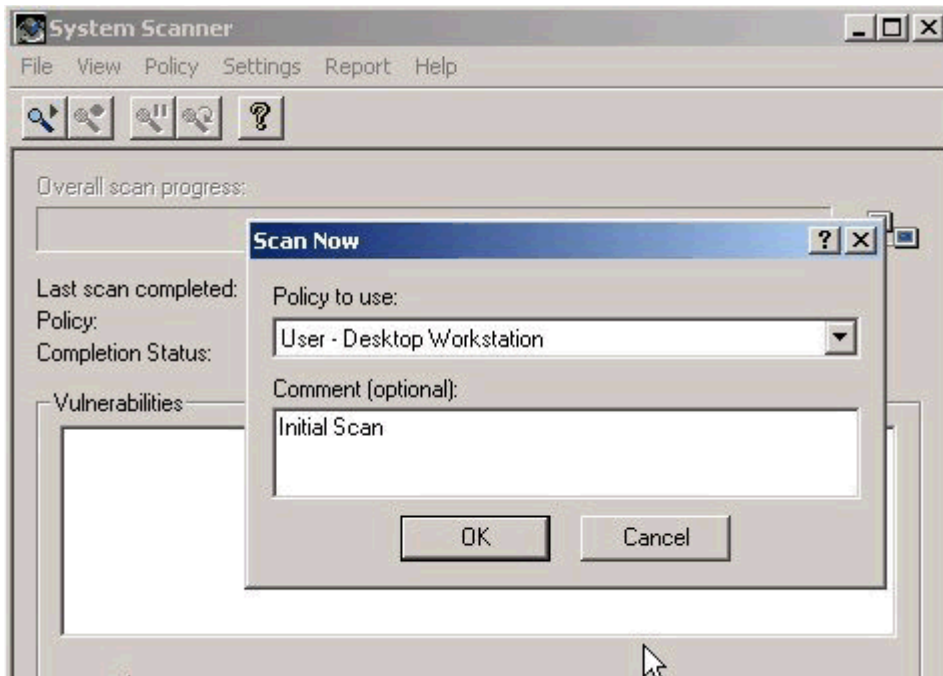 System Scanner
File View Policy Settings Report Help
Overall scan progress:
Scan Now
Policy to use:
User - Desktop Workstation
Comment (optional):
Initial Scan
OK Cancel
Last scan completed:
Policy:
Completion Status:
Vulnerabilities